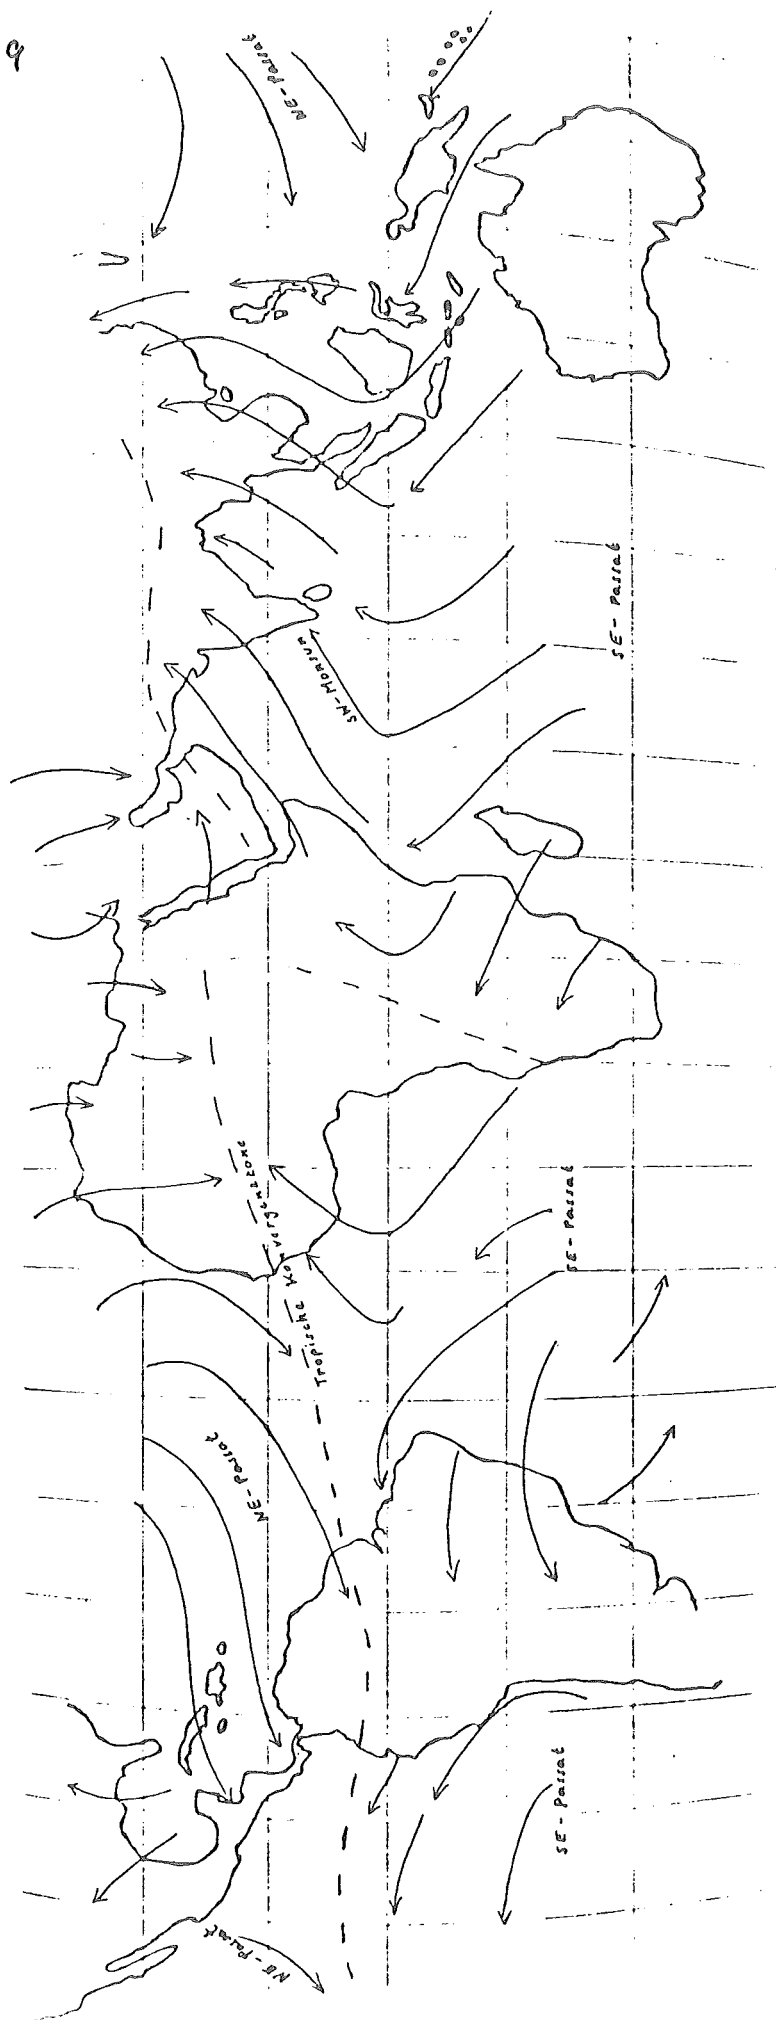 9
NE-Passat
SE-Passat
SW-Monsun
Tropische Konvergenzzone
SE-Passat
NE-Passat
SE-Passat
NE-Passat